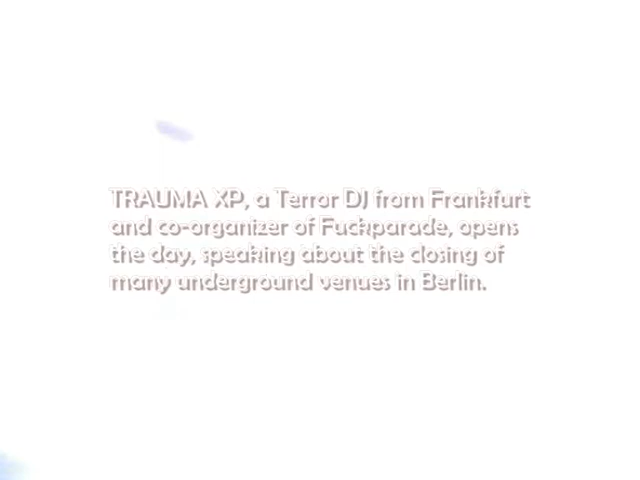 TRAUMA XP, a Terror DJ from Frankfurt
and co-organizer of Fuckparade, opens
the day, speaking about the closing of
many underground venues in Berlin.